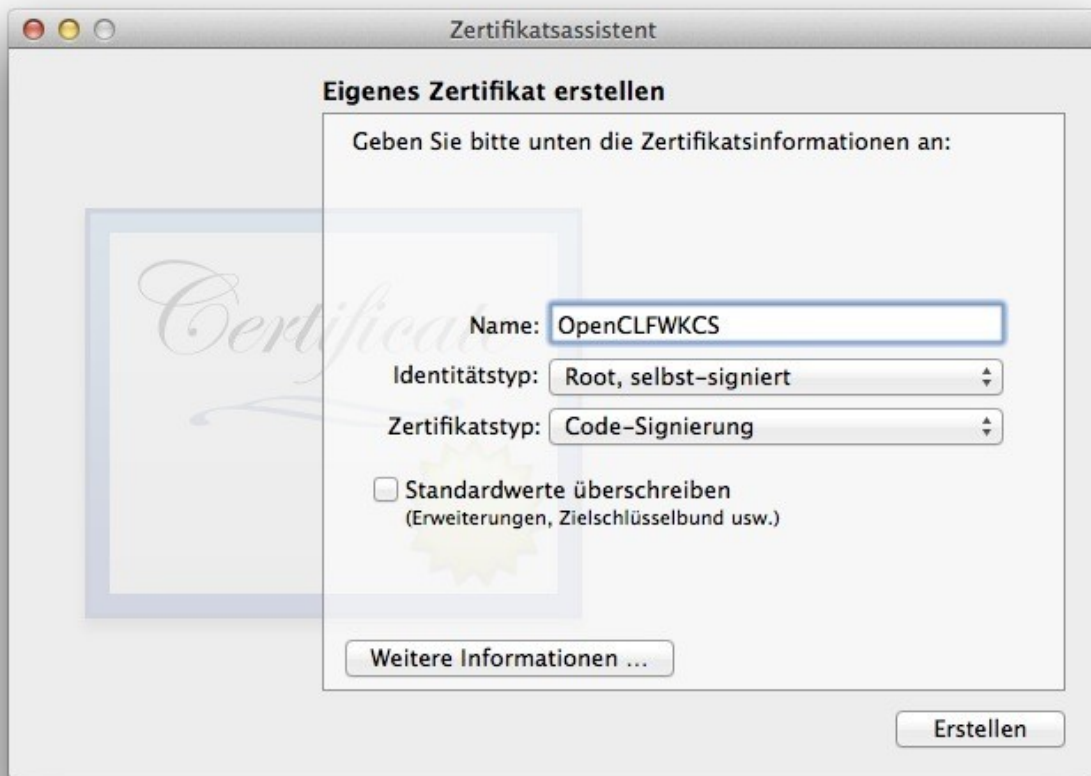 Zertifikatsassistent
Eigenes Zertifikat erstellen
Geben Sie bitte unten die Zertifikatsinformationen an:
Certificate
Name: OpenCLFWKCS
Identitätstyp: Root, selbst-signiert
Zertifikatstyp: Code-Signierung
Standardwerte überschreiben
(Erweiterungen, Zielschlüsselbund usw.)
Weitere Informationen ...
Erstellen